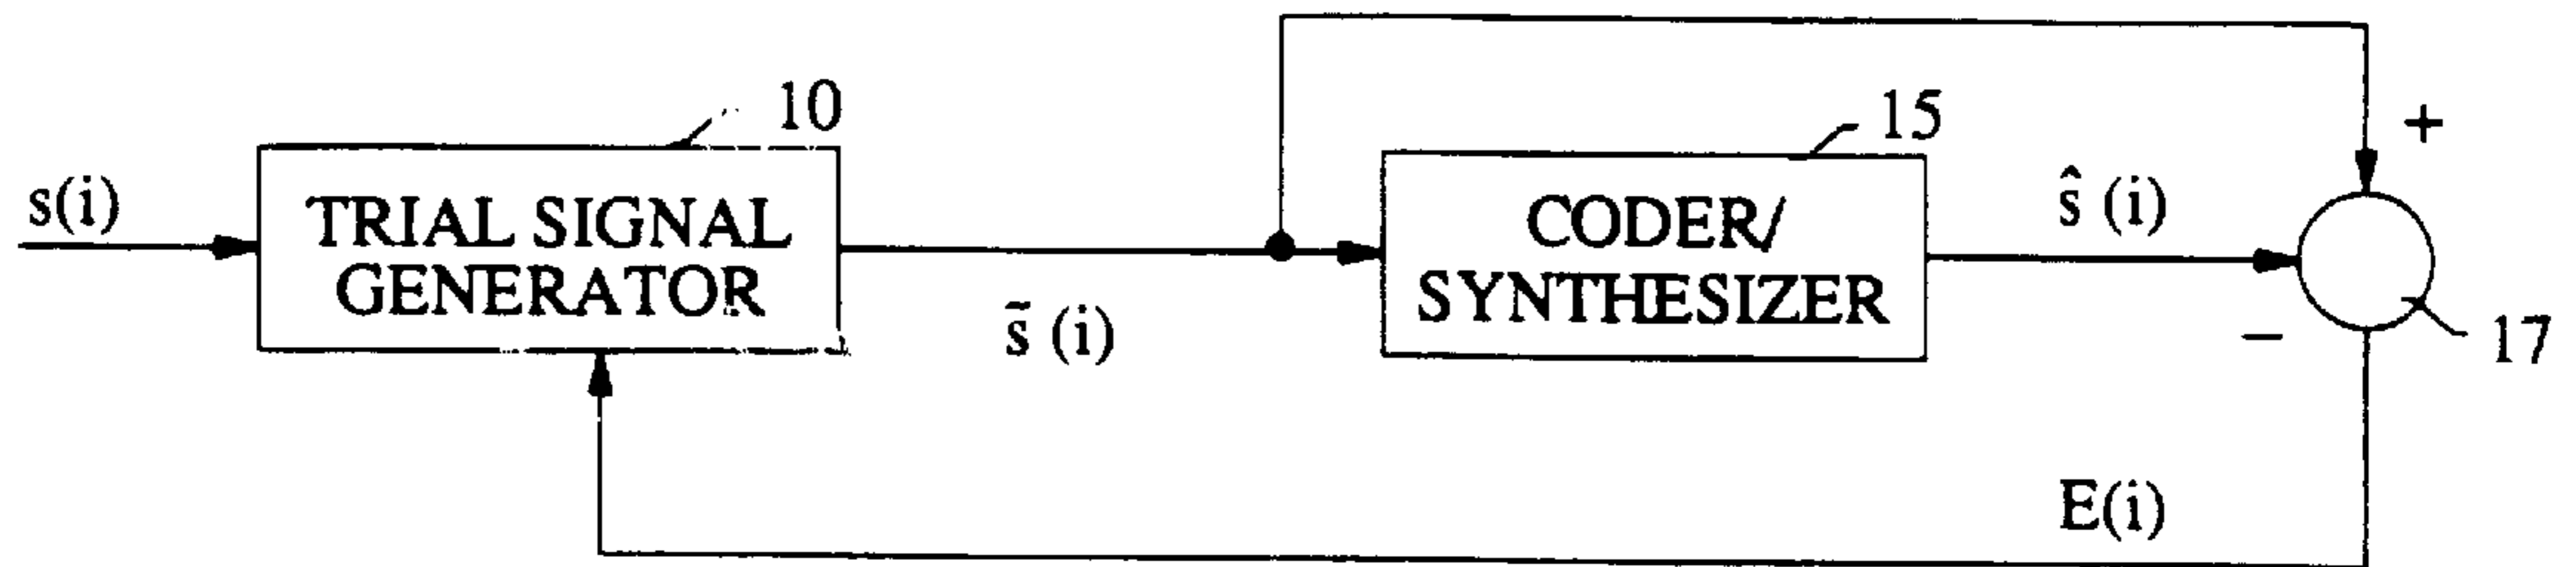 10
15
+
s(i)
TRIAL SIGNAL
GENERATOR
s̃ (i)
CODER/
SYNTHESIZER
ŝ (i)
−
17
E(i)